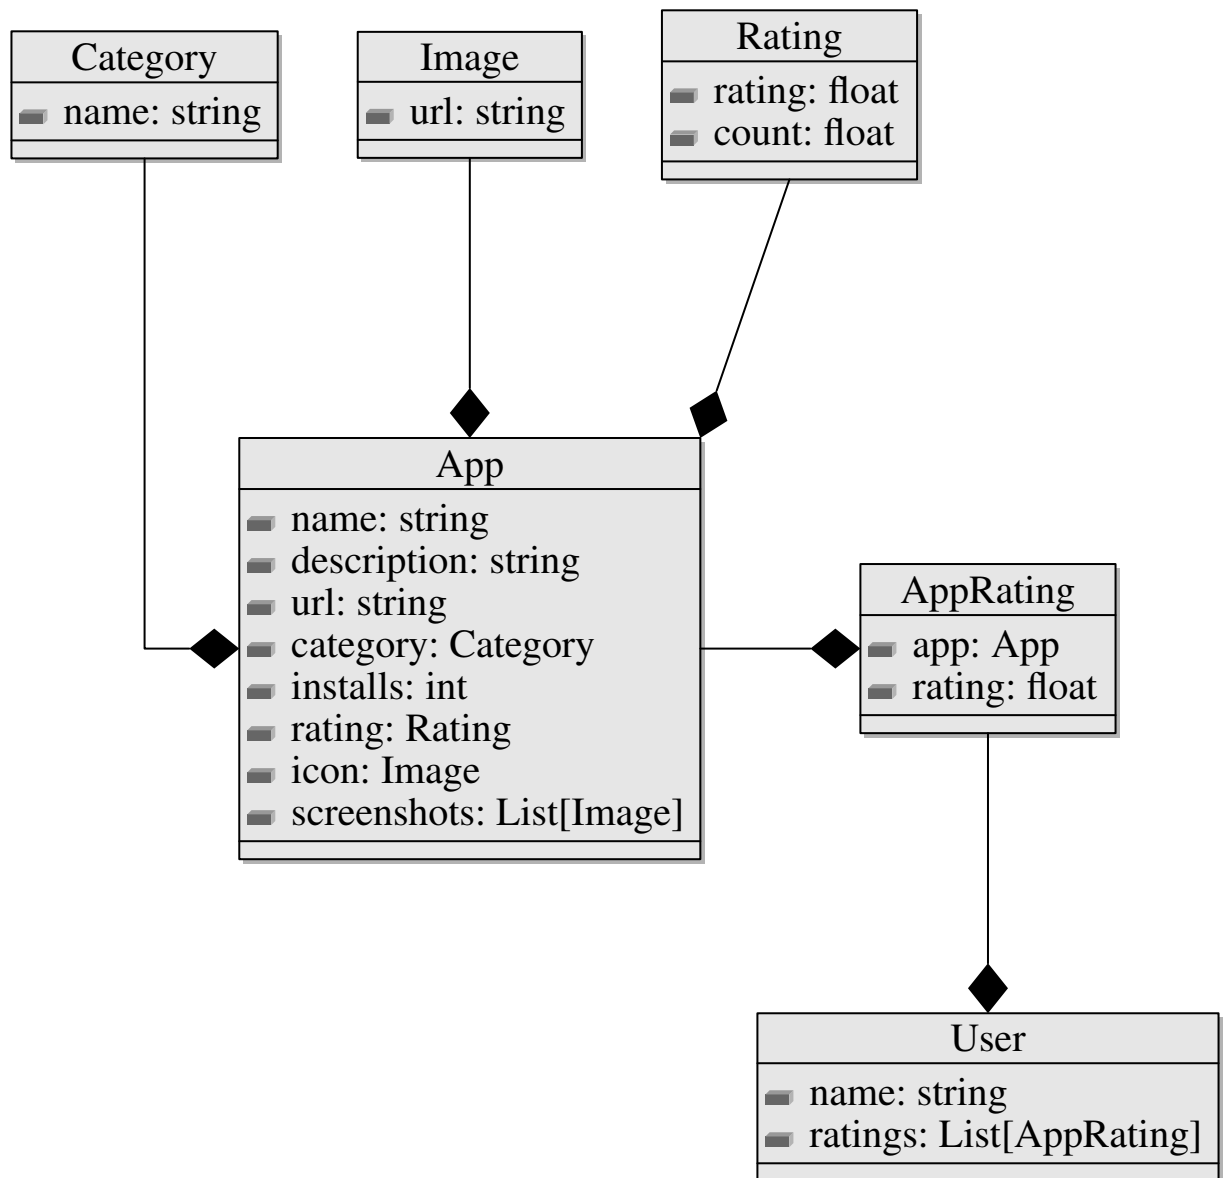 Category
name: string
Image
url: string
Rating
rating: float
count: float
App
name: string
description: string
url: string
category: Category
installs: int
rating: Rating
icon: Image
screenshots: List[Image]
AppRating
app: App
rating: float
User
name: string
ratings: List[AppRating]